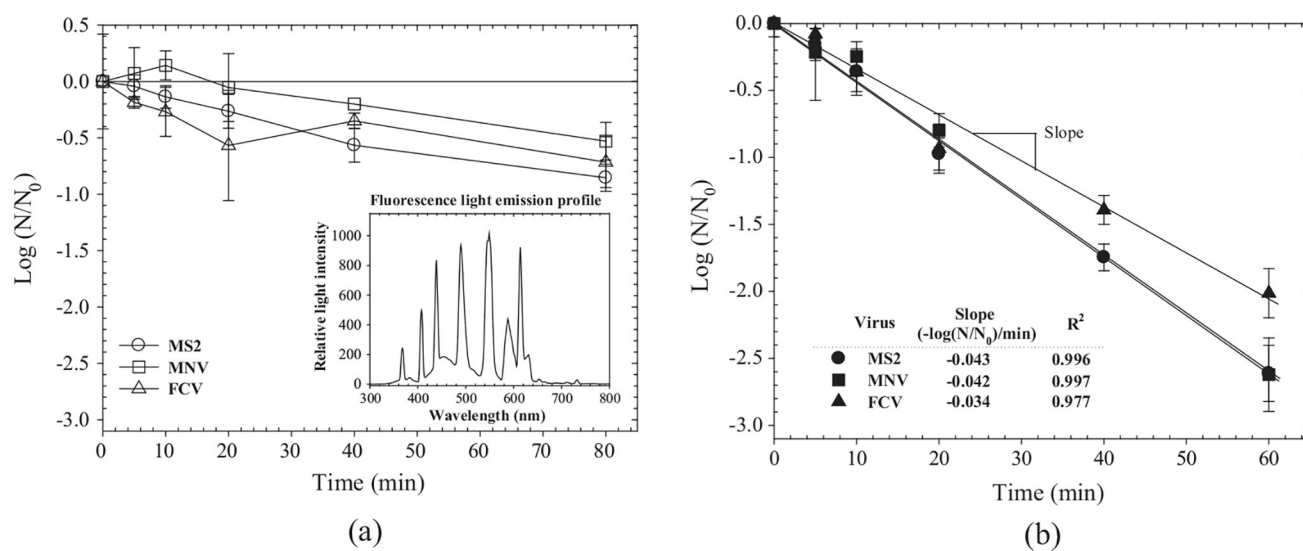 0.5
0.0
-0.5
-1.0
-1.5
-2.0
-2.5
-3.0
Log (N/N₀)
MS2
MNV
FCV
Fluorescence light emission profile
1000
800
600
400
200
0
Relative light intensity
300 400 500 600 700 800
Wavelength (nm)
0 10 20 30 40 50 60 70 80
Time (min)
(a)
0.0
-0.5
-1.0
-1.5
-2.0
-2.5
-3.0
Log (N/N₀)
Slope
Virus Slope R²
(-log(N/N₀)/min)
MS2 -0.043 0.996
MNV -0.042 0.997
FCV -0.034 0.977
0 10 20 30 40 50 60
Time (min)
(b)